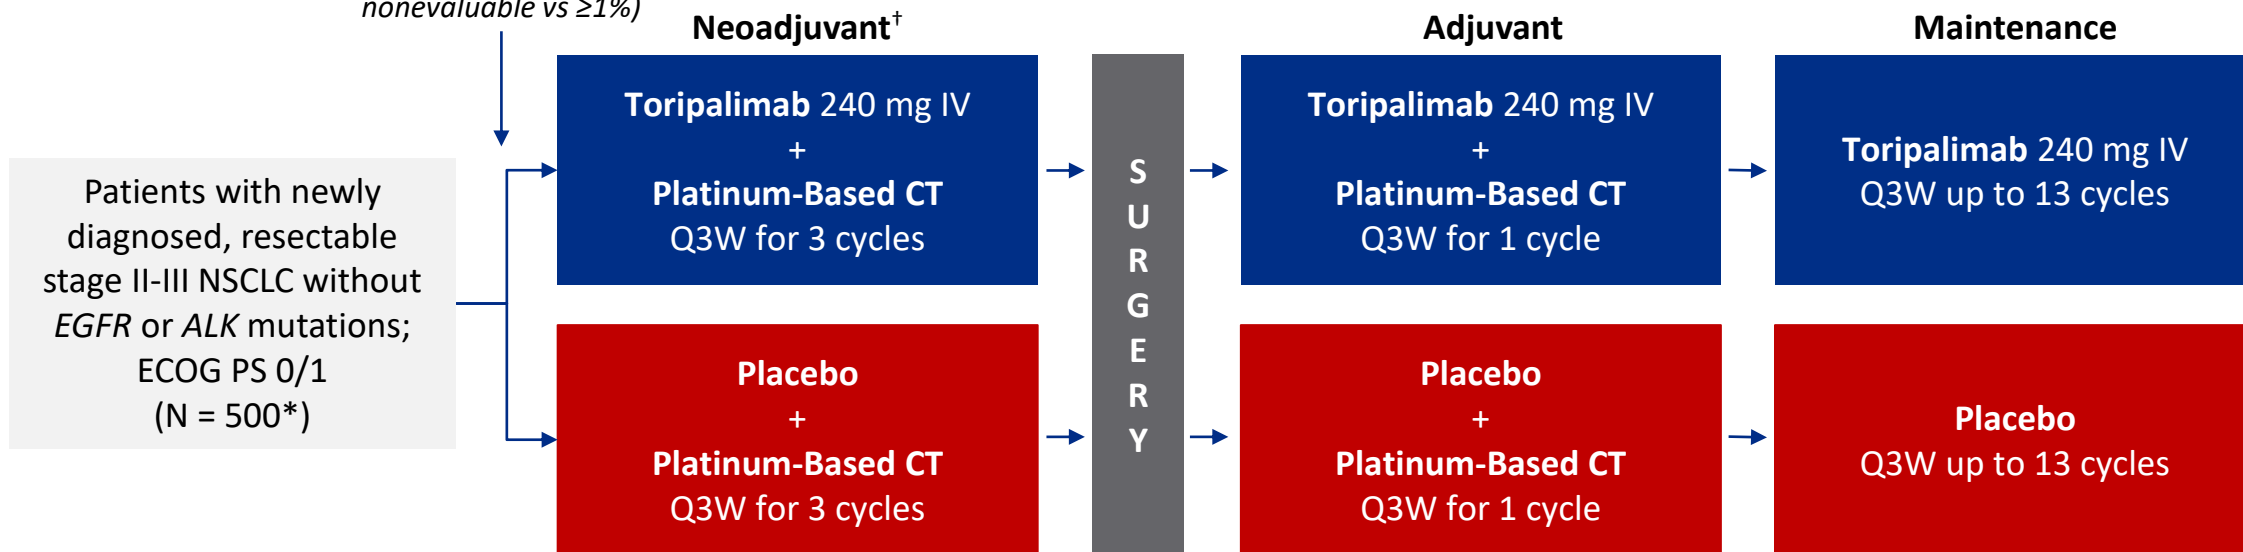 nonevaluable vs ≥1%)
Neoadjuvant†
Adjuvant
Maintenance
Patients with newly
diagnosed, resectable
stage II-III NSCLC without
EGFR or ALK mutations;
ECOG PS 0/1
(N = 500*)
Toripalimab 240 mg IV
+
Platinum-Based CT
Q3W for 3 cycles
Placebo
+
Platinum-Based CT
Q3W for 3 cycles
SURGERY
Toripalimab 240 mg IV
+
Platinum-Based CT
Q3W for 1 cycle
Placebo
+
Platinum-Based CT
Q3W for 1 cycle
Toripalimab 240 mg IV
Q3W up to 13 cycles
Placebo
Q3W up to 13 cycles